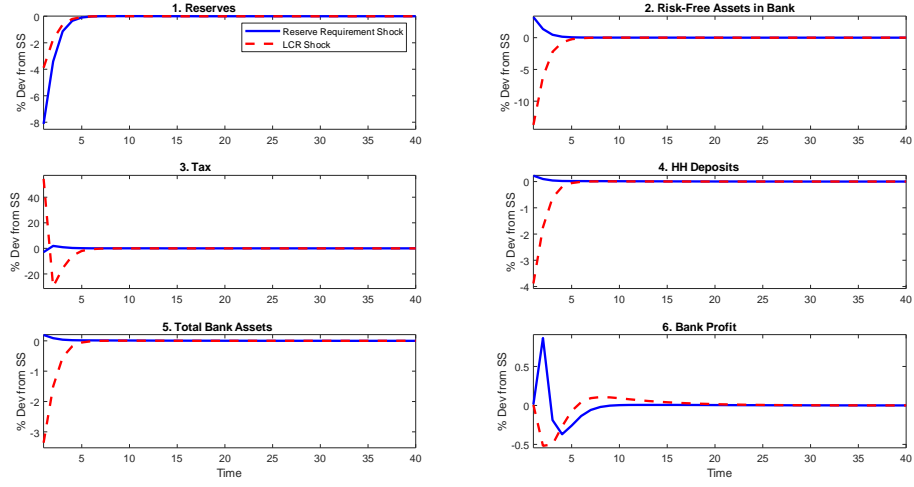 1. Reserves
% Dev from SS
0
-2
-4
-6
-8
5 10 15 20 25 30 35 40
Reserve Requirement Shock
LCR Shock
2. Risk-Free Assets in Bank
% Dev from SS
0
-5
-10
5 10 15 20 25 30 35 40
3. Tax
% Dev from SS
40
20
0
-20
5 10 15 20 25 30 35 40
4. HH Deposits
% Dev from SS
0
-1
-2
-3
-4
5 10 15 20 25 30 35 40
5. Total Bank Assets
% Dev from SS
0
-1
-2
-3
5 10 15 20 25 30 35 40
Time
6. Bank Profit
% Dev from SS
0.5
0
-0.5
5 10 15 20 25 30 35 40
Time